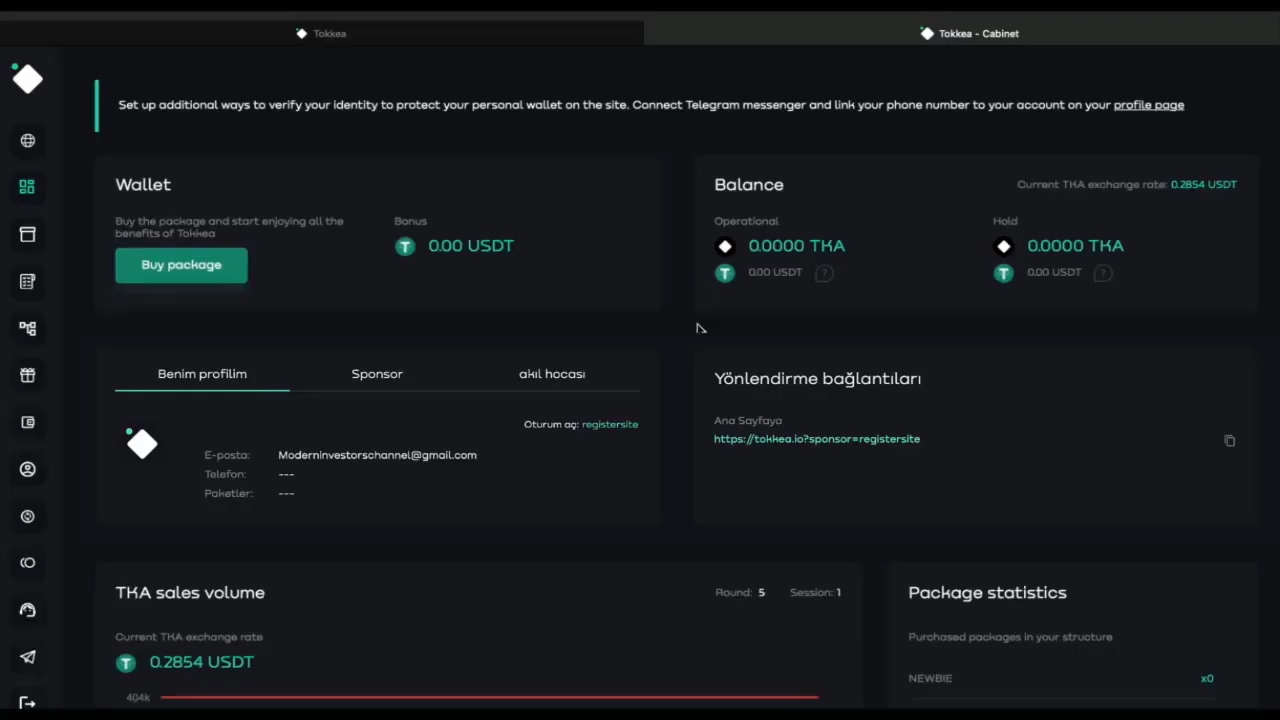 Tokkea
Tokkea - Cabinet
Set up additional ways to verify your identity to protect your personal wallet on the site. Connect Telegram messenger and link your phone number to your account on your profile page
Wallet
Buy the package and start enjoying all the
benefits of Tokkea
Buy package
Bonus
0.00 USDT
Balance
Current TKA exchange rate: 0.2854 USDT
Operational
0.0000 TKA
0.00 USDT ?
Hold
0.0000 TKA
0.00 USDT ?
Benim profilim
Sponsor
akıl hocası
Oturum aç: registersite
E-posta: Moderninvestorschannel@gmail.com
Telefon: ---
Paketler: ---
Yönlendirme bağlantıları
Ana Sayfaya
https://tokkea.io?sponsor=registersite
TKA sales volume
Round: 5 Session: 1
Current TKA exchange rate
0.2854 USDT
404k
Package statistics
Purchased packages in your structure
NEWBIE x0